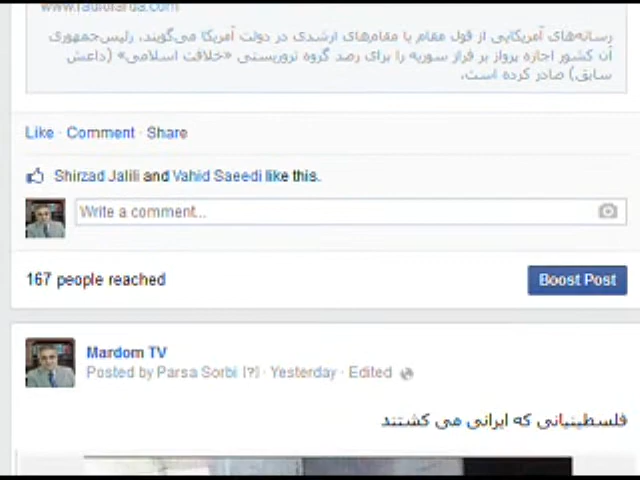 www.radiofarda.com
رسانه‌های آمریکایی از قول مقام یا مقام‌های ارشدی در دولت آمریکا می‌گویند، رئیس‌جمهوری
آن کشور اجازه پرواز بر فراز سوریه را برای رصد گروه تروریستی «خلافت اسلامی» (داعش
سابق) صادر کرده است.
Like · Comment · Share
Shirzad Jalili and Vahid Saeedi like this.
Write a comment...
167 people reached
Boost Post
Mardom TV
Posted by Parsa Sorbi [?] · Yesterday · Edited
فلسطینیانی که ایرانی می کشتند